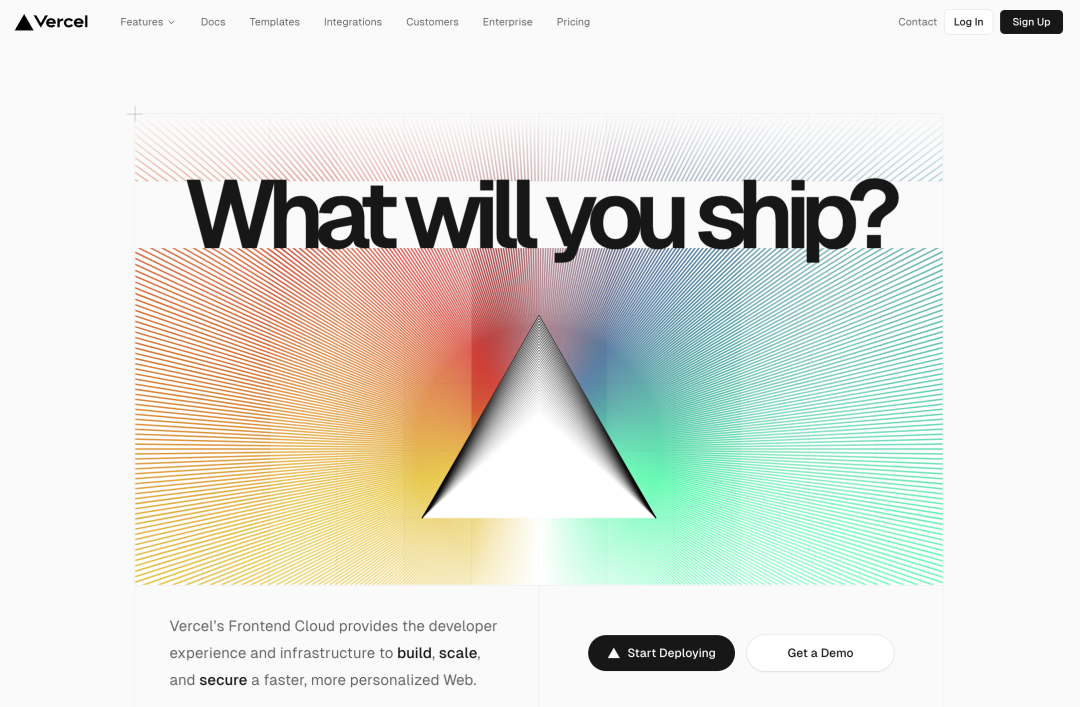 Vercel
Features
Docs
Templates
Integrations
Customers
Enterprise
Pricing
Contact
Log In
Sign Up
What will you ship?
Vercel’s Frontend Cloud provides the developer
experience and infrastructure to build, scale,
and secure a faster, more personalized Web.
Start Deploying
Get a Demo